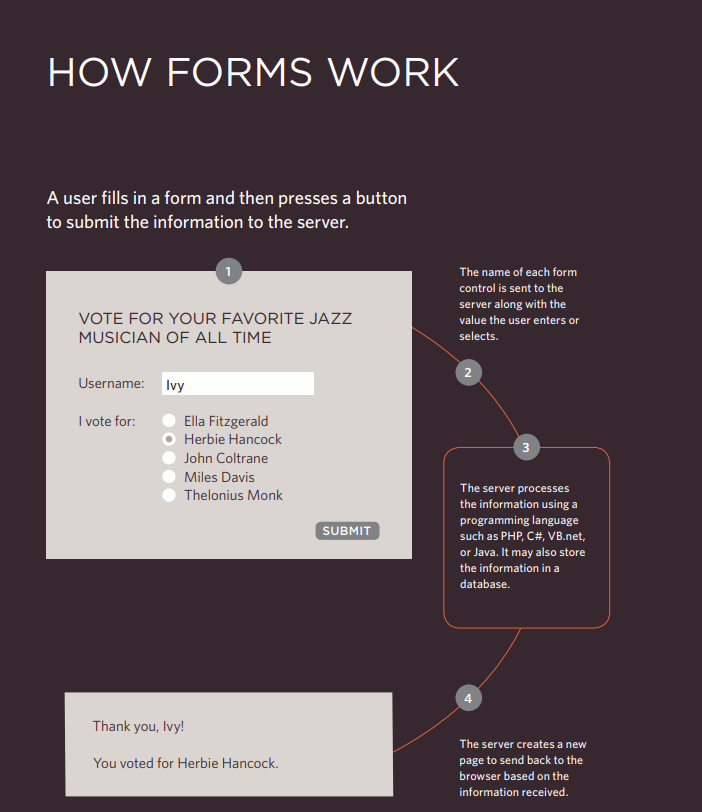 HOW FORMS WORK
A user fills in a form and then presses a button
to submit the information to the server.
1
VOTE FOR YOUR FAVORITE JAZZ
MUSICIAN OF ALL TIME
Username:
Ivy
I vote for:
Ella Fitzgerald
Herbie Hancock
John Coltrane
Miles Davis
Thelonius Monk
SUBMIT
The name of each form
control is sent to the
server along with the
value the user enters or
selects.
2
3
The server processes
the information using a
programming language
such as PHP, C#, VB.net,
or Java. It may also store
the information in a
database.
4
The server creates a new
page to send back to the
browser based on the
information received.
Thank you, Ivy!
You voted for Herbie Hancock.